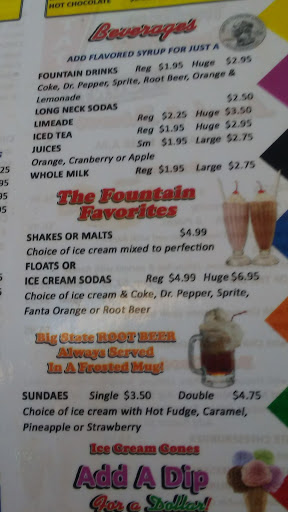 HOT CHOCOLATE
Beverages
ADD FLAVORED SYRUP FOR JUST A
FOUNTAIN DRINKS Reg $1.95 Huge $2.95
Coke, Dr. Pepper, Sprite, Root Beer, Orange &
Lemonade
LONG NECK SODAS $2.50
LIMEADE Reg $2.25 Huge $3.50
ICED TEA Reg $1.95 Huge $2.95
JUICES Sm $1.95 Large $2.75
Orange, Cranberry or Apple
WHOLE MILK Reg $1.95 Large $2.75
The Fountain
Favorites
SHAKES OR MALTS $4.99
Choice of ice cream mixed to perfection
FLOATS OR
ICE CREAM SODAS Reg $4.99 Huge $6.95
Choice of ice cream & Coke, Dr. Pepper, Sprite,
Fanta Orange or Root Beer
Big State ROOT BEER
Always Served
In A Frosted Mug!
SUNDAES Single $3.50 Double $4.75
Choice of ice cream with Hot Fudge, Caramel,
Pineapple or Strawberry
Ice Cream Cones
Add A Dip
For a Dollar!